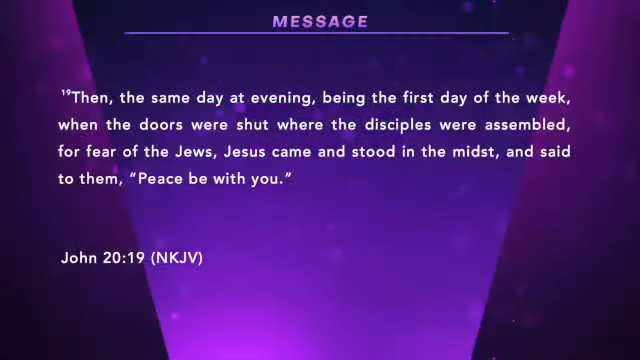 MESSAGE
¹⁹Then, the same day at evening, being the first day of the week,
when the doors were shut where the disciples were assembled,
for fear of the Jews, Jesus came and stood in the midst, and said
to them, “Peace be with you.”
John 20:19 (NKJV)